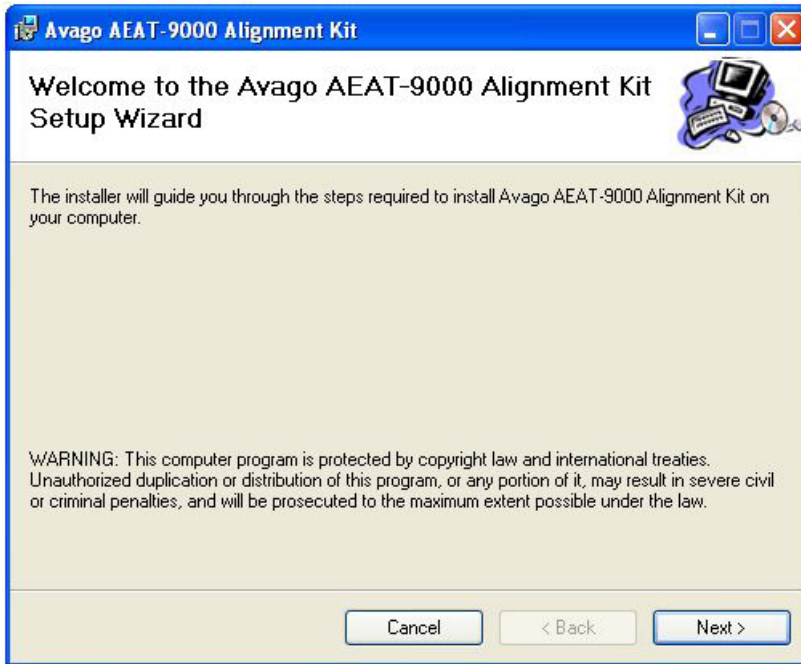 Avago AEAT-9000 Alignment Kit
Welcome to the Avago AEAT-9000 Alignment Kit
Setup Wizard
The installer will guide you through the steps required to install Avago AEAT-9000 Alignment Kit on
your computer.
WARNING: This computer program is protected by copyright law and international treaties.
Unauthorized duplication or distribution of this program, or any portion of it, may result in severe civil
or criminal penalties, and will be prosecuted to the maximum extent possible under the law.
Cancel
< Back
Next >